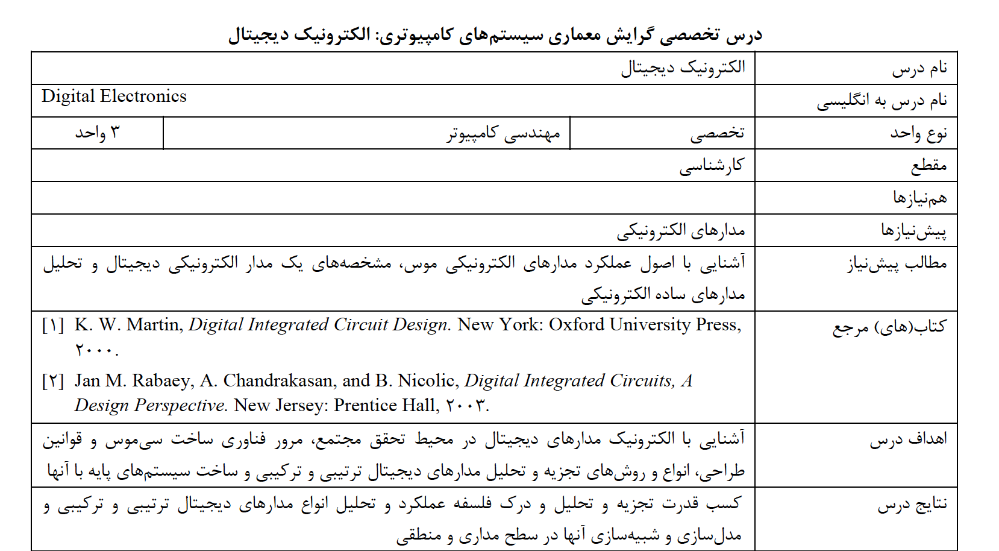 درس تخصصی گرایش معماری سیستم‌های کامپیوتری: الکترونیک دیجیتال
نام درس الکترونیک دیجیتال
نام درس به انگلیسی Digital Electronics
نوع واحد تخصصی مهندسی کامپیوتر ۳ واحد
مقطع کارشناسی
هم‌نیازها
پیش‌نیازها مدارهای الکترونیکی
مطالب پیش‌نیاز آشنایی با اصول عملکرد مدارهای الکترونیکی موس، مشخصه‌های یک مدار الکترونیکی دیجیتال و تحلیل
مدارهای ساده الکترونیکی
کتاب(های) مرجع [۱] K. W. Martin, Digital Integrated Circuit Design. New York: Oxford University Press,
۲۰۰۰.
[۲] Jan M. Rabaey, A. Chandrakasan, and B. Nicolic, Digital Integrated Circuits, A
Design Perspective. New Jersey: Prentice Hall, ۲۰۰۳.
اهداف درس آشنایی با الکترونیک مدارهای دیجیتال در محیط تحقق مجتمع، مرور فناوری ساخت سی‌موس و قوانین
طراحی، انواع و روش‌های تجزیه و تحلیل مدارهای دیجیتال ترتیبی و ترکیبی و ساخت سیستم‌های پایه با آنها
نتایج درس کسب قدرت تجزیه و تحلیل و درک فلسفه عملکرد و تحلیل انواع مدارهای دیجیتال ترتیبی و ترکیبی و
مدل‌سازی و شبیه‌سازی آنها در سطح مداری و منطقی